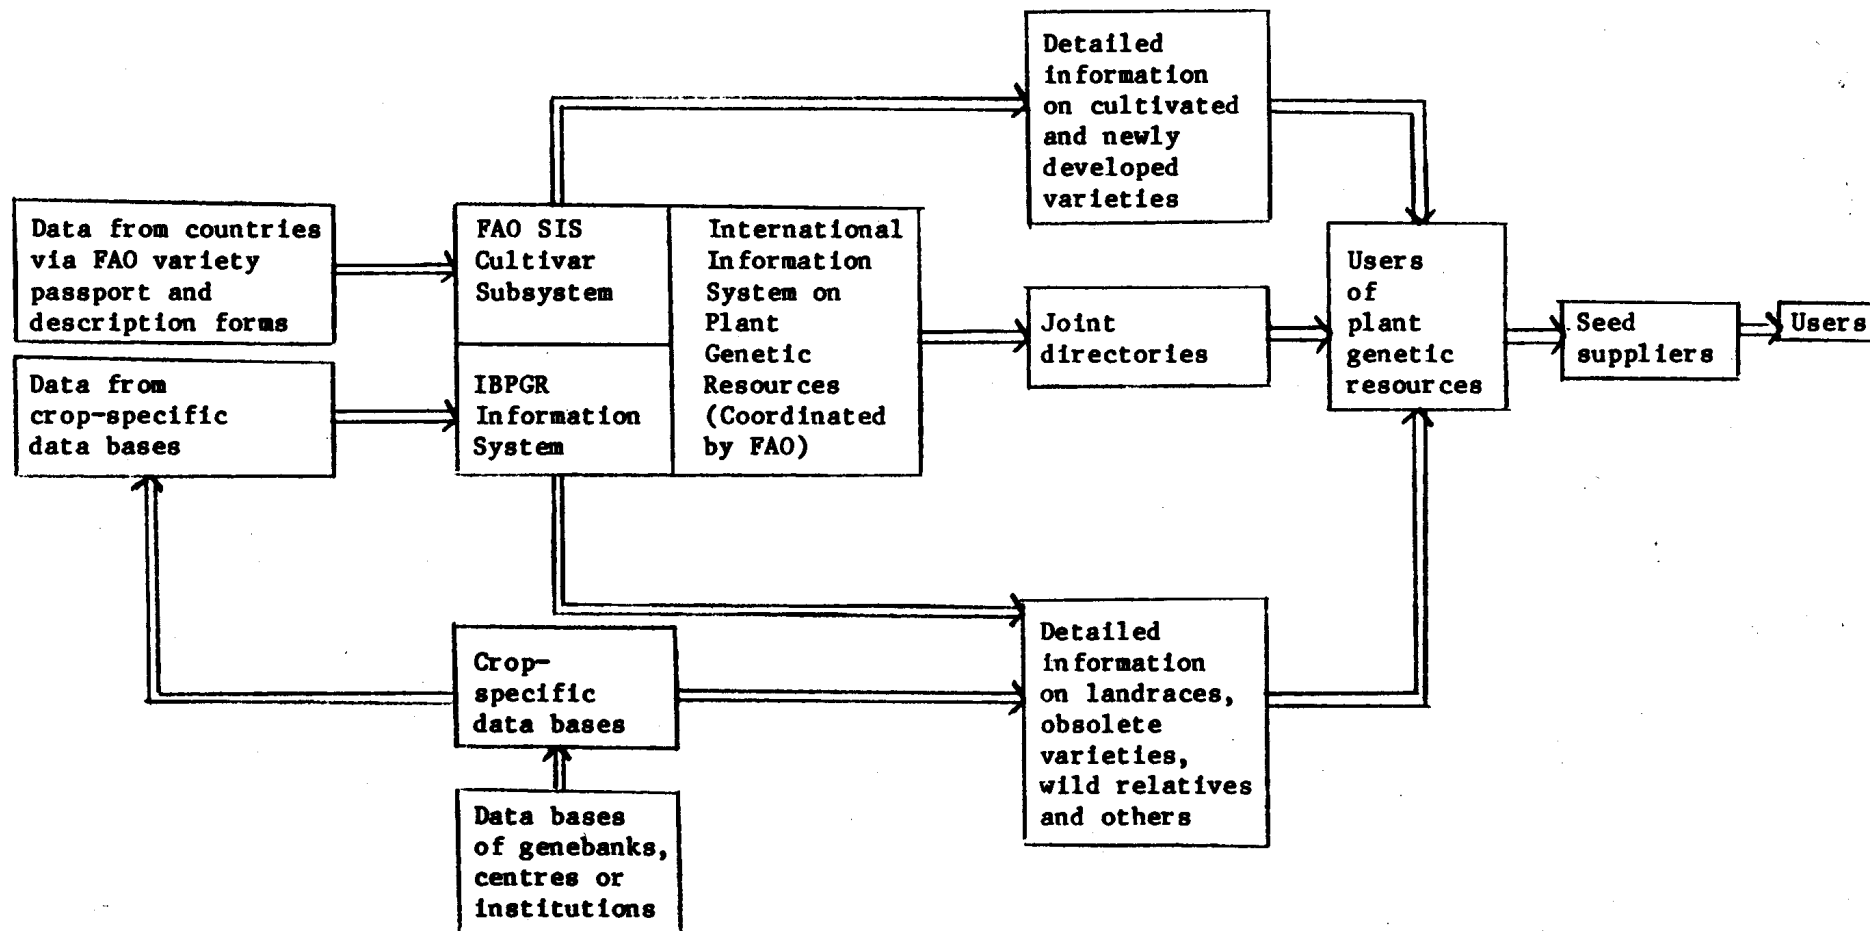 Detailed
information
on cultivated
and newly
developed
varieties
Data from countries
via FAO variety
passport and
description forms
FAO SIS
Cultivar
Subsystem
International
Information
System on
Plant
Genetic
Resources
(Coordinated
by FAO)
Users
of
plant
genetic
resources
Joint
directories
Seed
suppliers
Users
Data from
crop-specific
data bases
IBPGR
Information
System
Crop-
specific
data bases
Detailed
information
on landraces,
obsolete
varieties,
wild relatives
and others
Data bases
of genebanks,
centres or
institutions